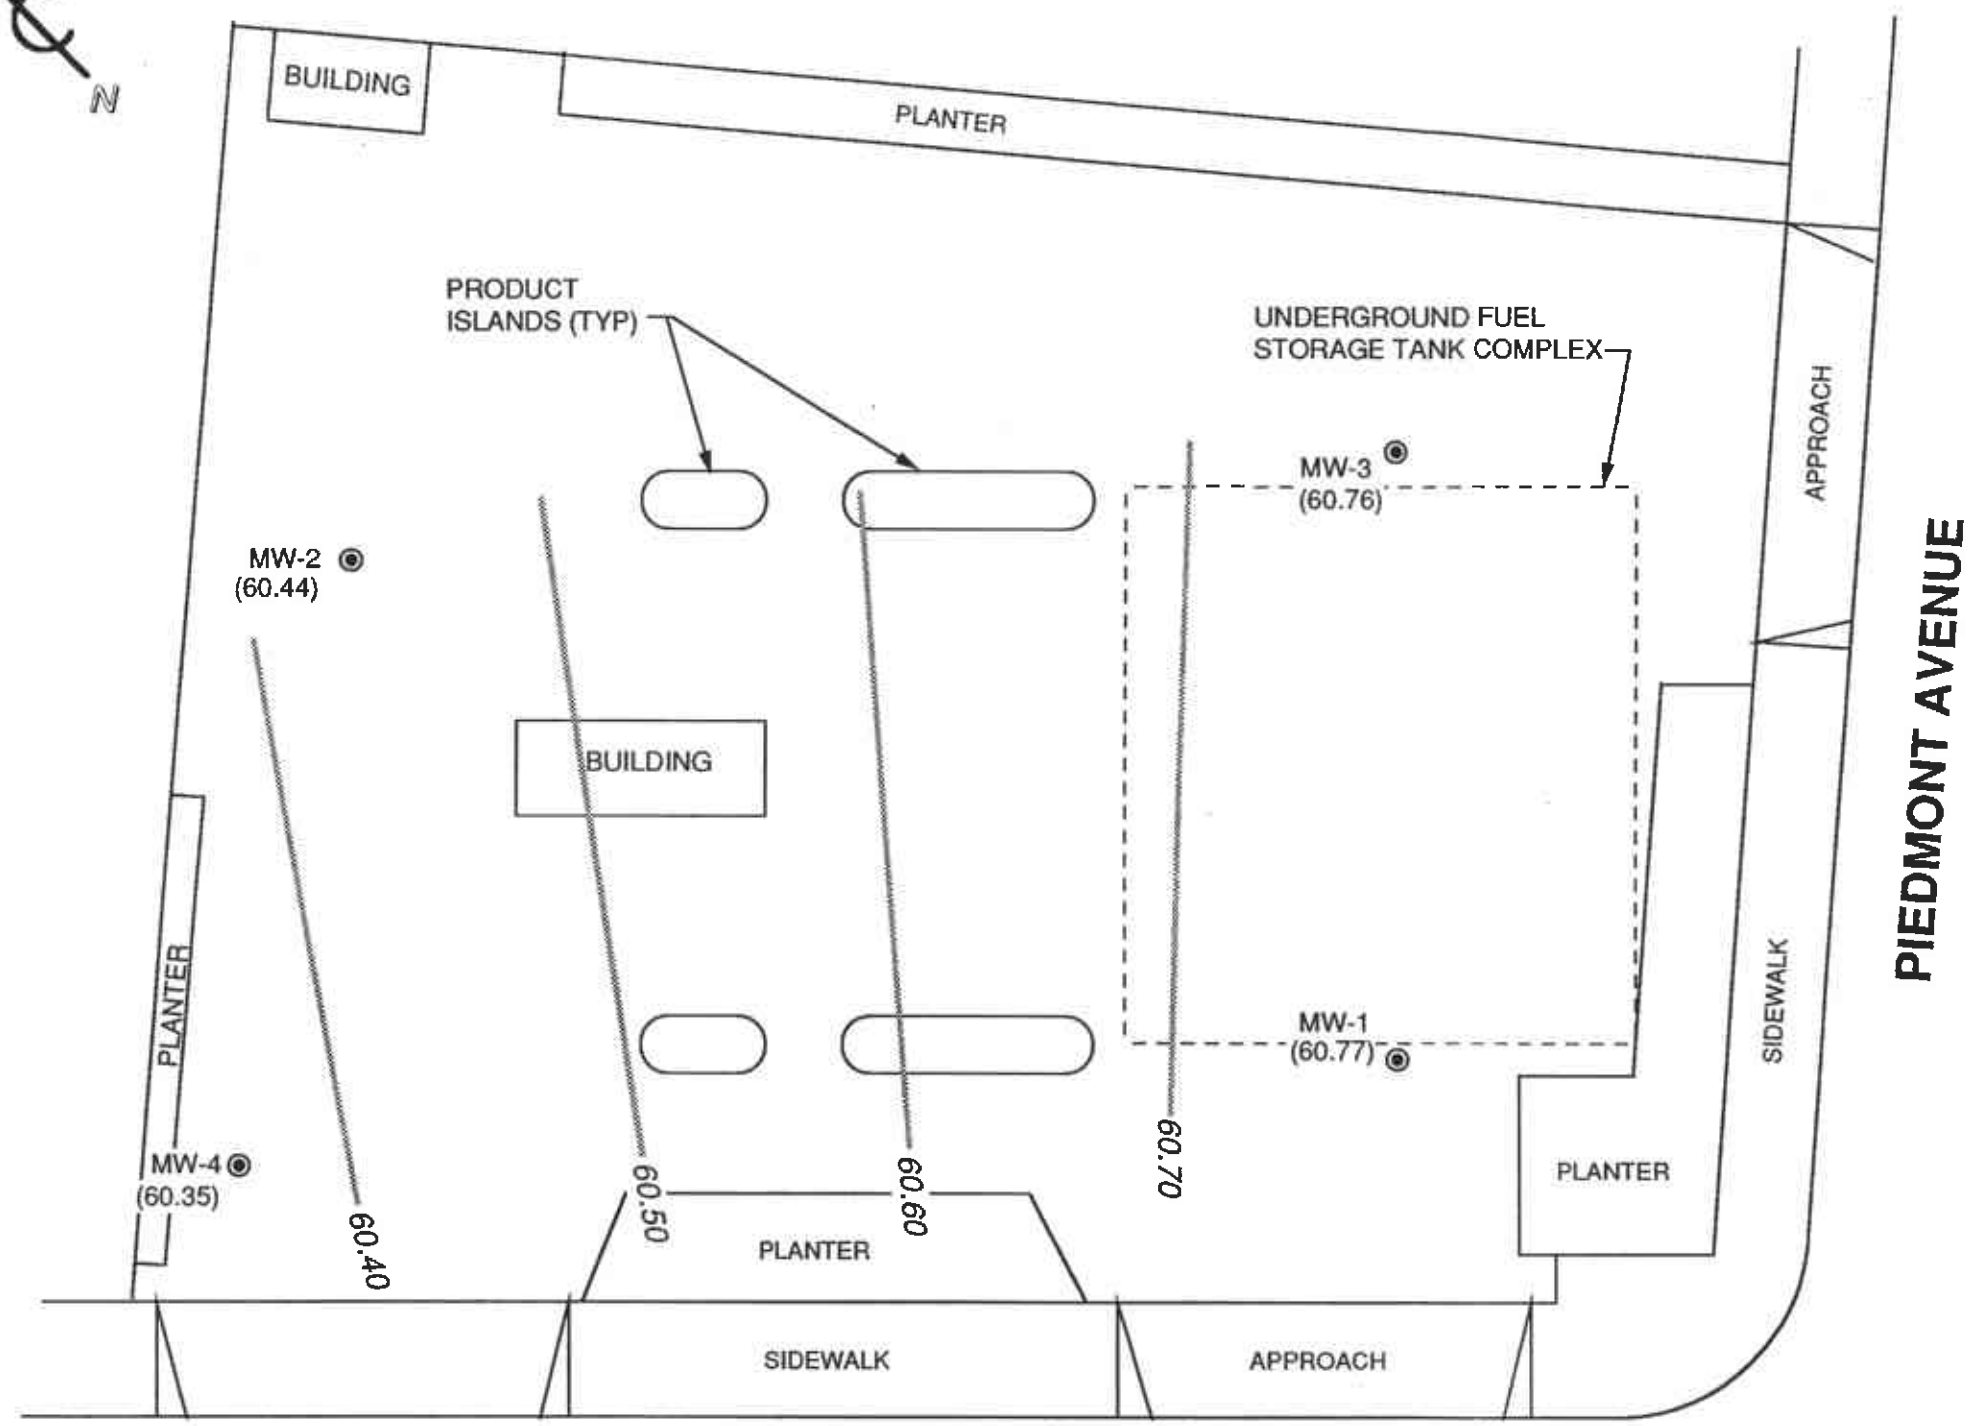 N
BUILDING
PLANTER
PRODUCT
ISLANDS (TYP)
UNDERGROUND FUEL
STORAGE TANK COMPLEX
APPROACH
MW-3
(60.76)
MW-2
(60.44)
PIEDMONT AVENUE
BUILDING
PLANTER
SIDEWALK
MW-1
(60.77)
MW-4
(60.35)
60.40
60.50
60.60
60.70
PLANTER
PLANTER
SIDEWALK
APPROACH